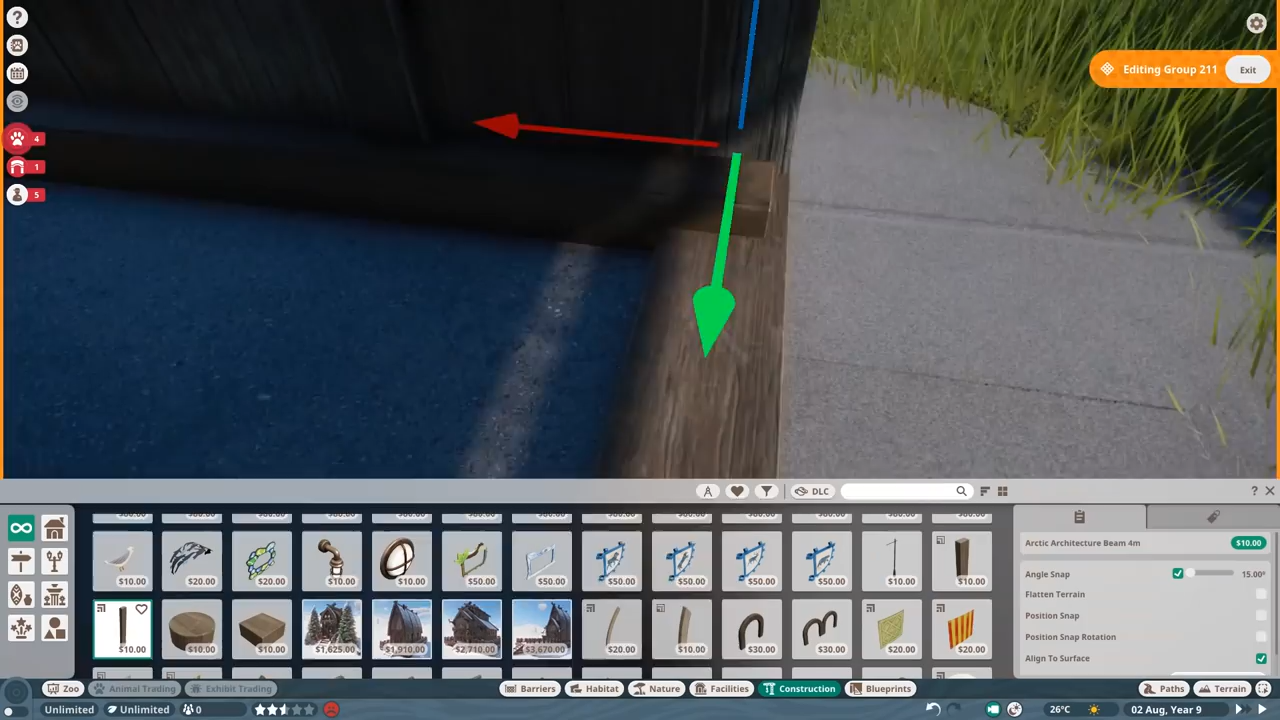 ?
Editing Group 211 Exit
4
1
5
DLC
? ×
$10.00 $20.00 $20.00 $10.00 $10.00 $50.00 $50.00 $50.00 $50.00 $50.00 $50.00 $10.00 $10.00
Arctic Architecture Beam 4m $10.00
Angle Snap 15.00°
Flatten Terrain
Position Snap
Position Snap Rotation
Align To Surface
$10.00 $10.00 $10.00 $1,625.00 $1,910.00 $2,710.00 $3,670.00 $20.00 $10.00 $30.00 $30.00 $20.00 $20.00
Zoo Animal Trading Exhibit Trading Barriers Habitat Nature Facilities Construction Blueprints Paths Terrain
Unlimited Unlimited 0 26°C 02 Aug, Year 9